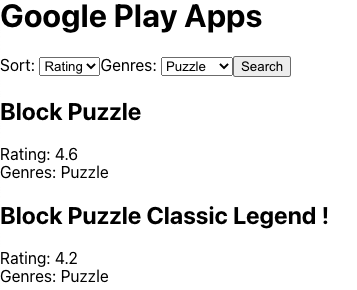 Google Play Apps
Sort: Rating Genres: Puzzle Search
Block Puzzle
Rating: 4.6
Genres: Puzzle
Block Puzzle Classic Legend !
Rating: 4.2
Genres: Puzzle